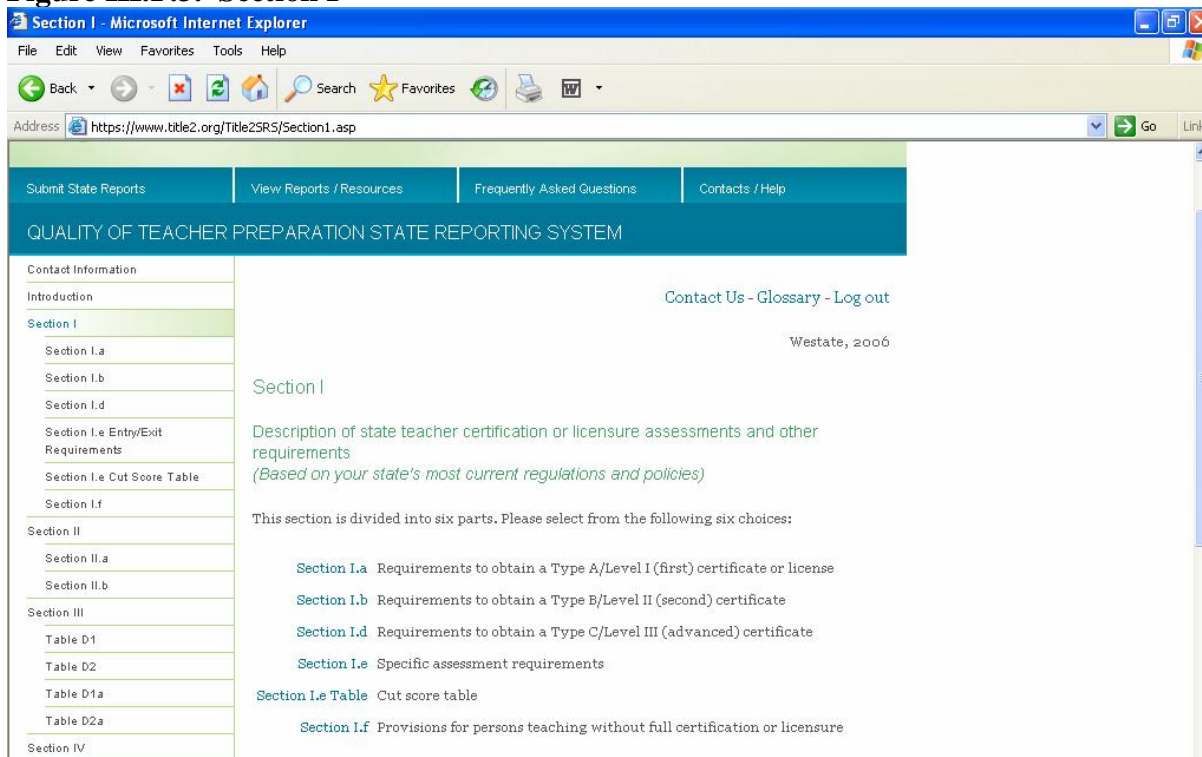 Section I - Microsoft Internet Explorer
File Edit View Favorites Tools Help
Back Search Favorites
Address https://www.title2.org/Title2SRS/Section1.asp Go
Submit State Reports View Reports / Resources Frequently Asked Questions Contacts / Help
QUALITY OF TEACHER PREPARATION STATE REPORTING SYSTEM
Contact Information
Introduction
Section I
Section I.a
Section I.b
Section I.d
Section I.e Entry/Exit
Requirements
Section I.e Cut Score Table
Section I.f
Section II
Section II.a
Section II.b
Section III
Table D1
Table D2
Table D1a
Table D2a
Section IV
Contact Us - Glossary - Log out
Westate, 2006
Section I
Description of state teacher certification or licensure assessments and other
requirements
(Based on your state's most current regulations and policies)
This section is divided into six parts. Please select from the following six choices:
Section I.a Requirements to obtain a Type A/Level I (first) certificate or license
Section I.b Requirements to obtain a Type B/Level II (second) certificate
Section I.d Requirements to obtain a Type C/Level III (advanced) certificate
Section I.e Specific assessment requirements
Section I.e Table Cut score table
Section I.f Provisions for persons teaching without full certification or licensure